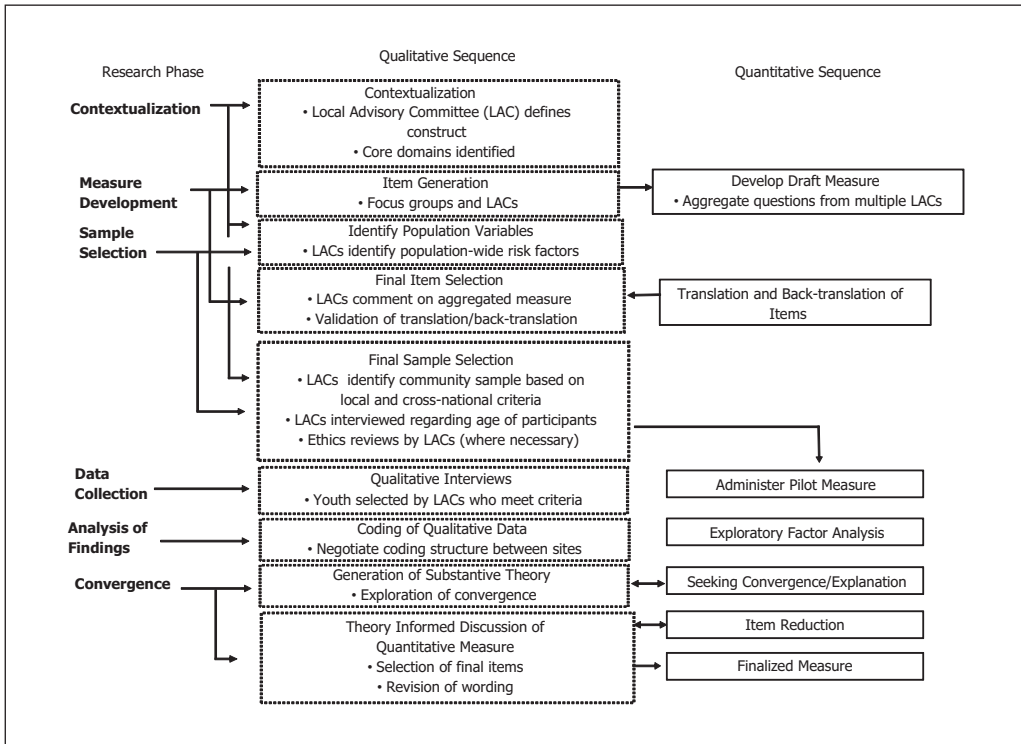 Research Phase
Qualitative Sequence
Quantitative Sequence
Contextualization
Contextualization
• Local Advisory Committee (LAC) defines
construct
• Core domains identified
Measure
Development
Item Generation
• Focus groups and LACs
Develop Draft Measure
• Aggregate questions from multiple LACs
Sample
Selection
Identify Population Variables
• LACs identify population-wide risk factors
Final Item Selection
• LACs comment on aggregated measure
• Validation of translation/back-translation
Translation and Back-translation of
Items
Final Sample Selection
• LACs identify community sample based on
local and cross-national criteria
• LACs interviewed regarding age of participants
• Ethics reviews by LACs (where necessary)
Data
Collection
Qualitative Interviews
• Youth selected by LACs who meet criteria
Administer Pilot Measure
Analysis of
Findings
Coding of Qualitative Data
• Negotiate coding structure between sites
Exploratory Factor Analysis
Convergence
Generation of Substantive Theory
• Exploration of convergence
Seeking Convergence/Explanation
Theory Informed Discussion of
Quantitative Measure
• Selection of final items
• Revision of wording
Item Reduction
Finalized Measure